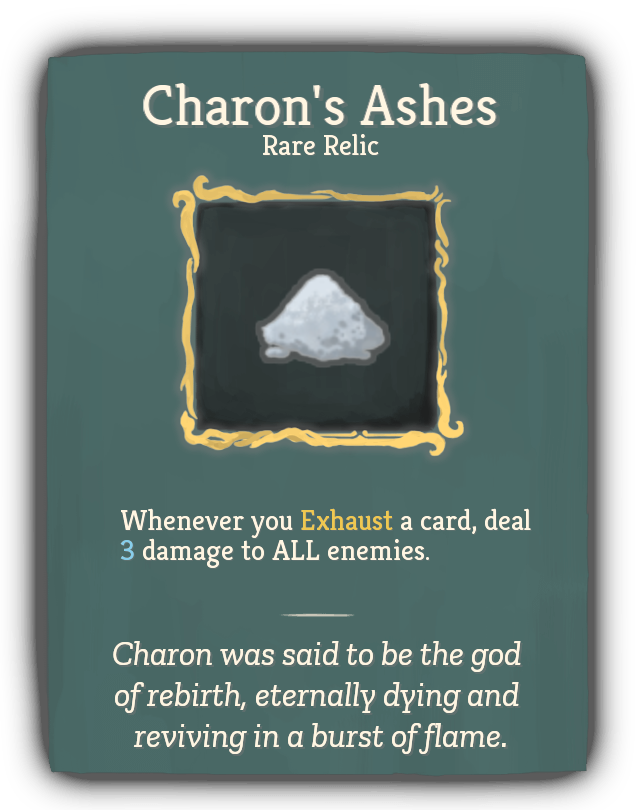 Charon's Ashes
Rare Relic
Whenever you Exhaust a card, deal
3 damage to ALL enemies.
Charon was said to be the god
of rebirth, eternally dying and
reviving in a burst of flame.